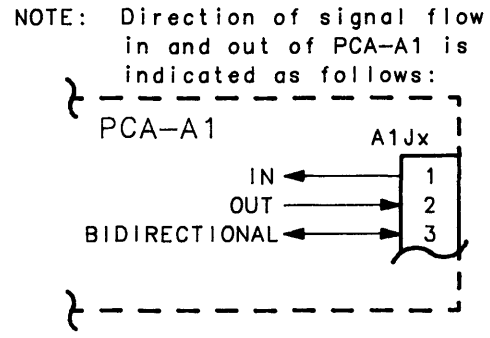 NOTE: Direction of signal flow
in and out of PCA-A1 is
indicated as follows:
PCA-A1
A1Jx
IN 1
OUT 2
BIDIRECTIONAL 3